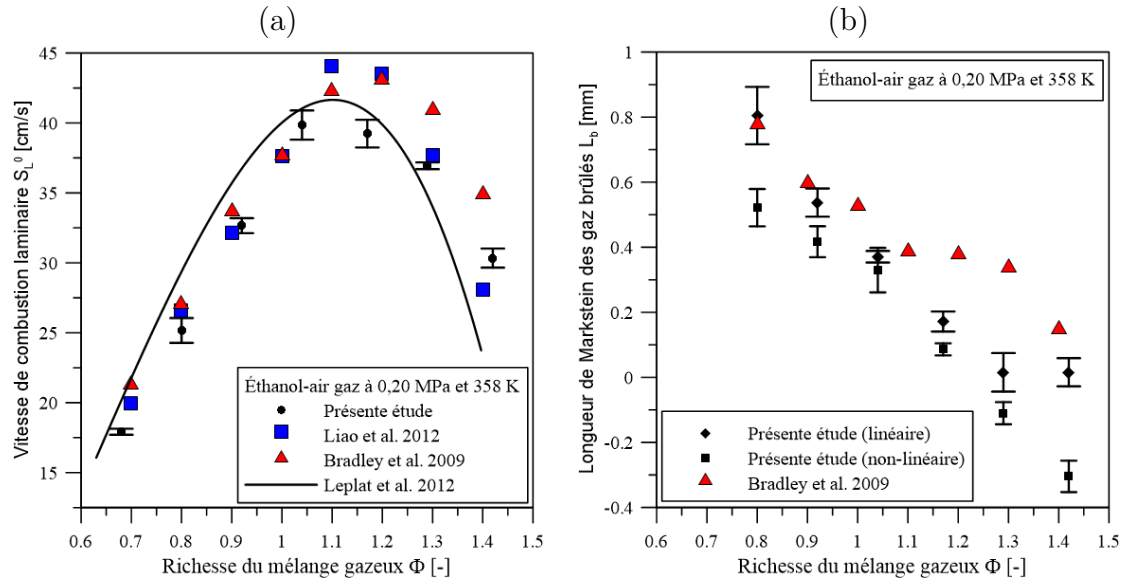 (a)
Vitesse de combustion laminaire S_L^0 [cm/s]
45
40
35
30
25
20
15
Éthanol-air gaz à 0,20 MPa et 358 K
Présente étude
Liao et al. 2012
Bradley et al. 2009
Leplat et al. 2012
0.6 0.7 0.8 0.9 1 1.1 1.2 1.3 1.4 1.5
Richesse du mélange gazeux Φ [-]
(b)
Longueur de Markstein des gaz brûlés L_b [mm]
1
0.8
0.6
0.4
0.2
0
-0.2
-0.4
Éthanol-air gaz à 0,20 MPa et 358 K
Présente étude (linéaire)
Présente étude (non-linéaire)
Bradley et al. 2009
0.6 0.7 0.8 0.9 1 1.1 1.2 1.3 1.4 1.5
Richesse du mélange gazeux Φ [-]